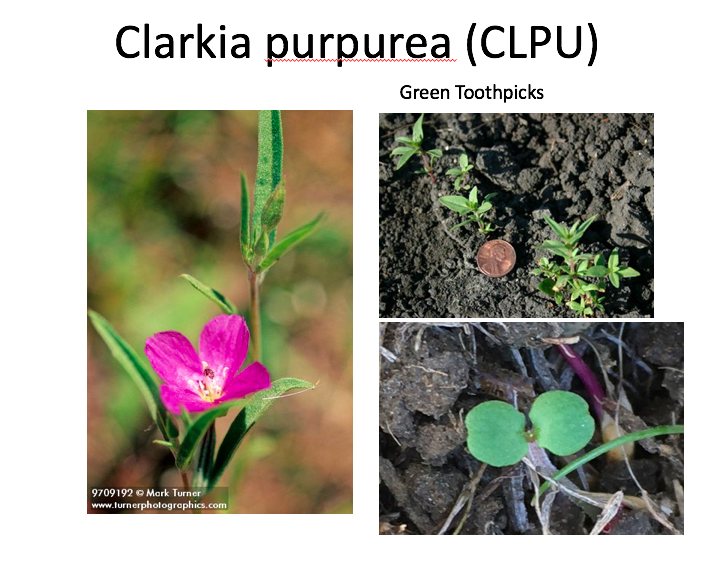 Clarkia purpurea (CLPU)
Green Toothpicks
9709192 © Mark Turner
www.turnerphotographics.com